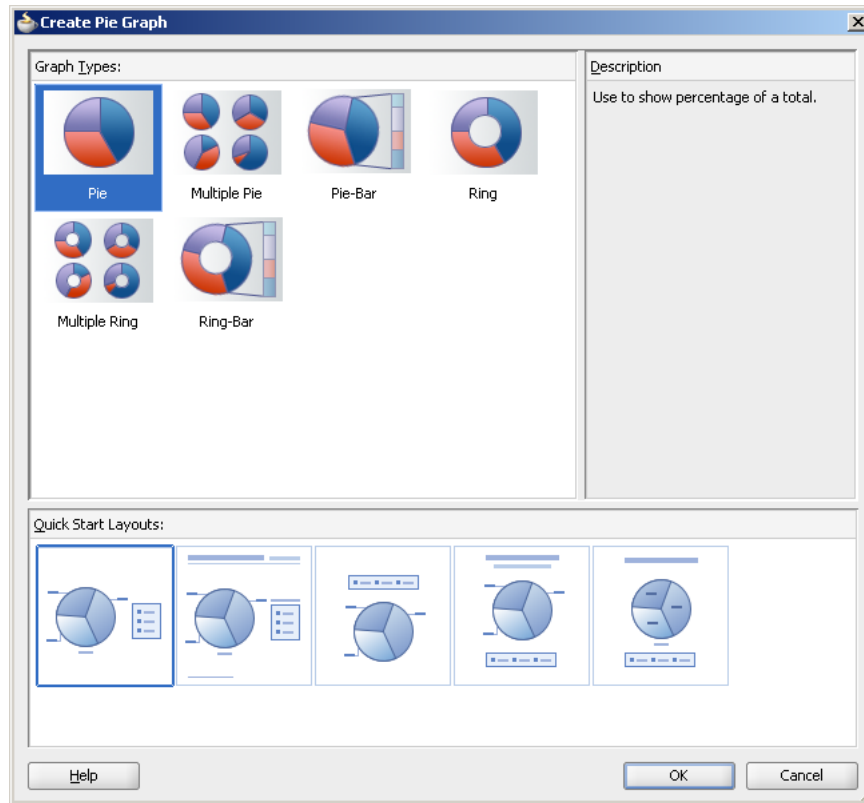 Create Pie Graph
Graph Types:
Description
Use to show percentage of a total.
Pie
Multiple Pie
Pie-Bar
Ring
Multiple Ring
Ring-Bar
Quick Start Layouts:
Help
OK
Cancel